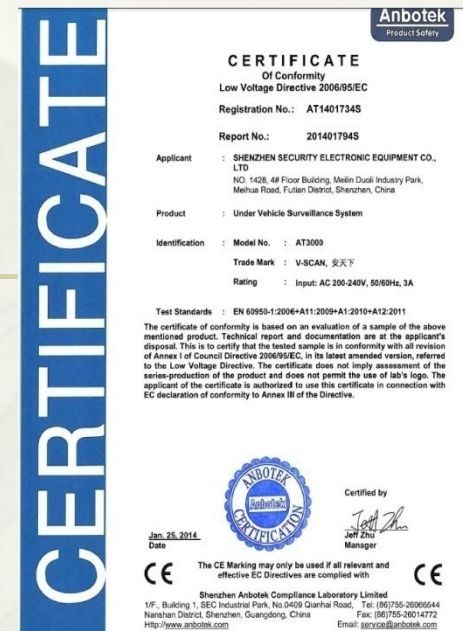 CERTIFICATE
Anbotek
Product Safety
CERTIFICATE
Of Conformity
Low Voltage Directive 2006/95/EC
Registration No.: AT1401734S
Report No.: 201401794S
Applicant : SHENZHEN SECURITY ELECTRONIC EQUIPMENT CO.,
LTD
NO. 1428, 4# Floor Building, Meilin Duoli Industry Park,
Meihua Road, Futian District, Shenzhen, China
Product : Under Vehicle Surveillance System
Identification : Model No. : AT3000
Trade Mark : V-SCAN, 安天下
Rating : Input: AC 200-240V, 50/60Hz, 3A
Test Standards : EN 60950-1:2006+A11:2009+A1:2010+A12:2011
The certificate of conformity is based on an evaluation of a sample of the above
mentioned product. Technical report and documentation are at the applicant's
disposal. This is to certify that the tested sample is in conformity with all revision
of Annex I of Council Directive 2006/95/EC, in its latest amended version, referred
to the Low Voltage Directive. The certificate does not imply assessment of the
series-production of the product and does not permit the use of lab's logo. The
applicant of the certificate is authorized to use this certificate in connection with
EC declaration of conformity to Annex III of the Directive.
ANBOTEK
Anbotek
CERTIFICATION
Certified by
Jan. 25, 2014
Date
Jeff Zhu
Manager
CE
The CE Marking may only be used if all relevant and
effective EC Directives are complied with
CE
Shenzhen Anbotek Compliance Laboratory Limited
1/F., Building 1, SEC Industrial Park, No.0409 Qianhai Road, Tel: (86)755-26066544
Nanshan District, Shenzhen, Guangdong, China Fax: (86)755-26014772
Http://www.anbotek.com Email: service@anbotek.com